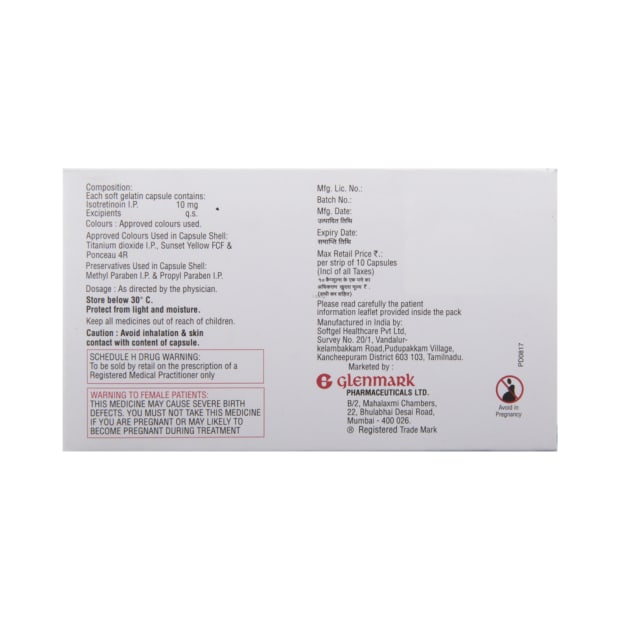 Composition:
Each soft gelatin capsule contains:
Isotretinoin I.P. 10 mg
Excipients q.s.
Colours : Approved colours used.
Approved Colours Used in Capsule Shell:
Titanium dioxide I.P., Sunset Yellow FCF &
Ponceau 4R
Preservatives Used in Capsule Shell:
Methyl Paraben I.P. & Propyl Paraben I.P.
Dosage : As directed by the physician.
Store below 30° C.
Protect from light and moisture.
Keep all medicines out of reach of children.
Caution : Avoid inhalation & skin
contact with content of capsule.
SCHEDULE H DRUG WARNING:
To be sold by retail on the prescription of a
Registered Medical Practitioner only
WARNING TO FEMALE PATIENTS:
THIS MEDICINE MAY CAUSE SEVERE BIRTH
DEFECTS. YOU MUST NOT TAKE THIS MEDICINE
IF YOU ARE PREGNANT OR MAY LIKELY TO
BECOME PREGNANT DURING TREATMENT
Mfg. Lic. No.:
Batch No.:
Mfg. Date:
उत्पादित तिथि
Expiry Date:
समाप्ति तिथि
Max Retail Price ₹.:
per strip of 10 Capsules
(Incl of all Taxes)
१० कैप्सूल्स के एक पत्ते का
अधिकतम खुदरा मूल्य ₹ .
(सभी कर सहित)
Please read carefully the patient
information leaflet provided inside the pack
Manufactured in India by:
Softgel Healthcare Pvt Ltd,
Survey No. 20/1, Vandalur-
kelambakkam Road,Pudupakkam Village,
Kancheepuram District 603 103, Tamilnadu.
Marketed by :
G glenmark
PHARMACEUTICALS LTD.
B/2, Mahalaxmi Chambers,
22, Bhulabhai Desai Road,
Mumbai - 400 026.
® Registered Trade Mark
PD0817
Avoid in
Pregnancy